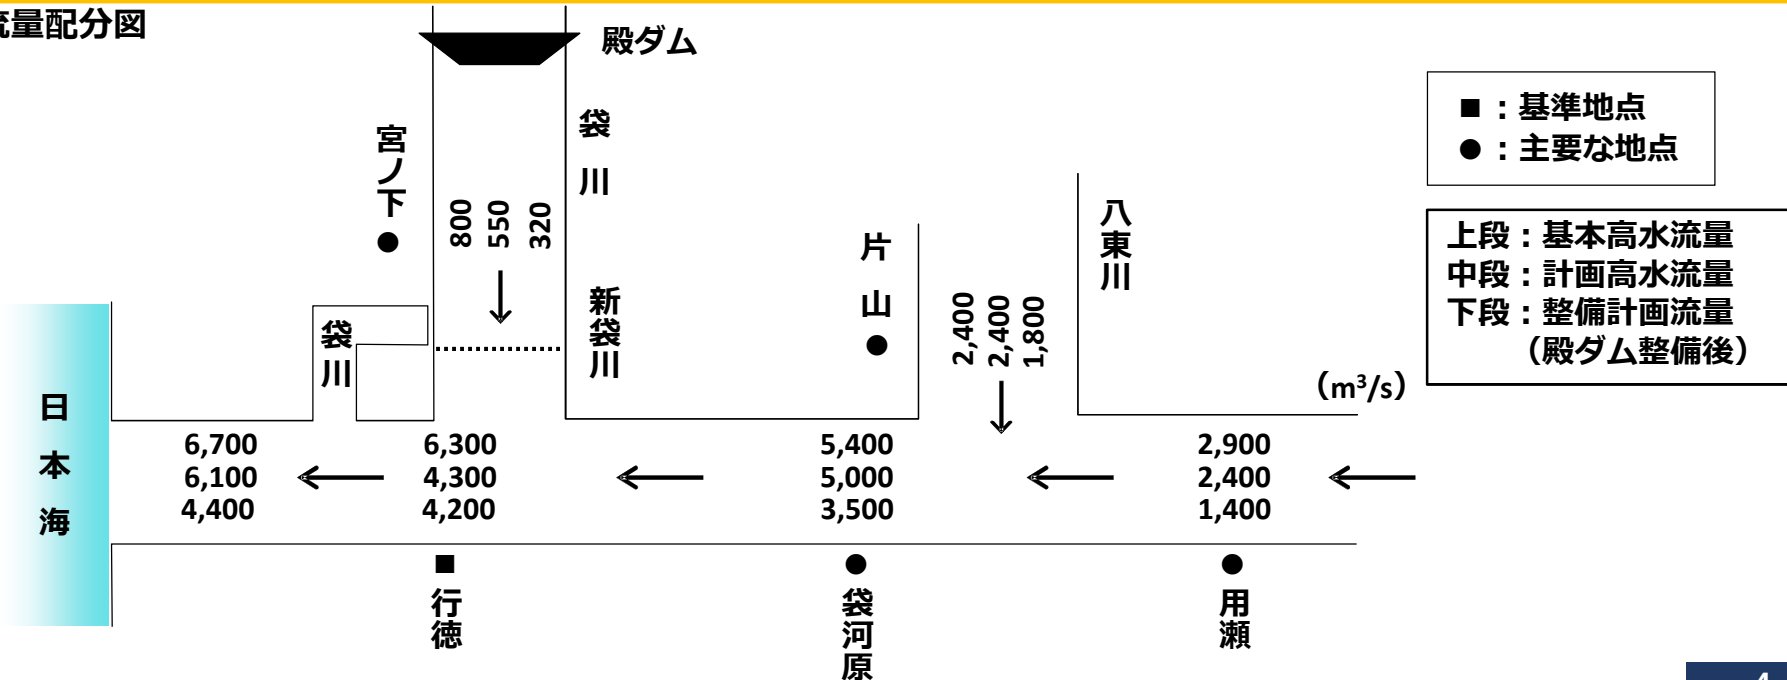 流量配分図
殿ダム
袋川
宮ノ下●
800
550
320
新袋川
袋川
片山●
八東川
2,400
2,400
1,800
■：基準地点
●：主要な地点
上段：基本高水流量
中段：計画高水流量
下段：整備計画流量
（殿ダム整備後）
（m³/s）
日本海
6,700
6,100
4,400
6,300
4,300
4,200
5,400
5,000
3,500
2,900
2,400
1,400
■
行徳
●
袋河原
●
用瀬